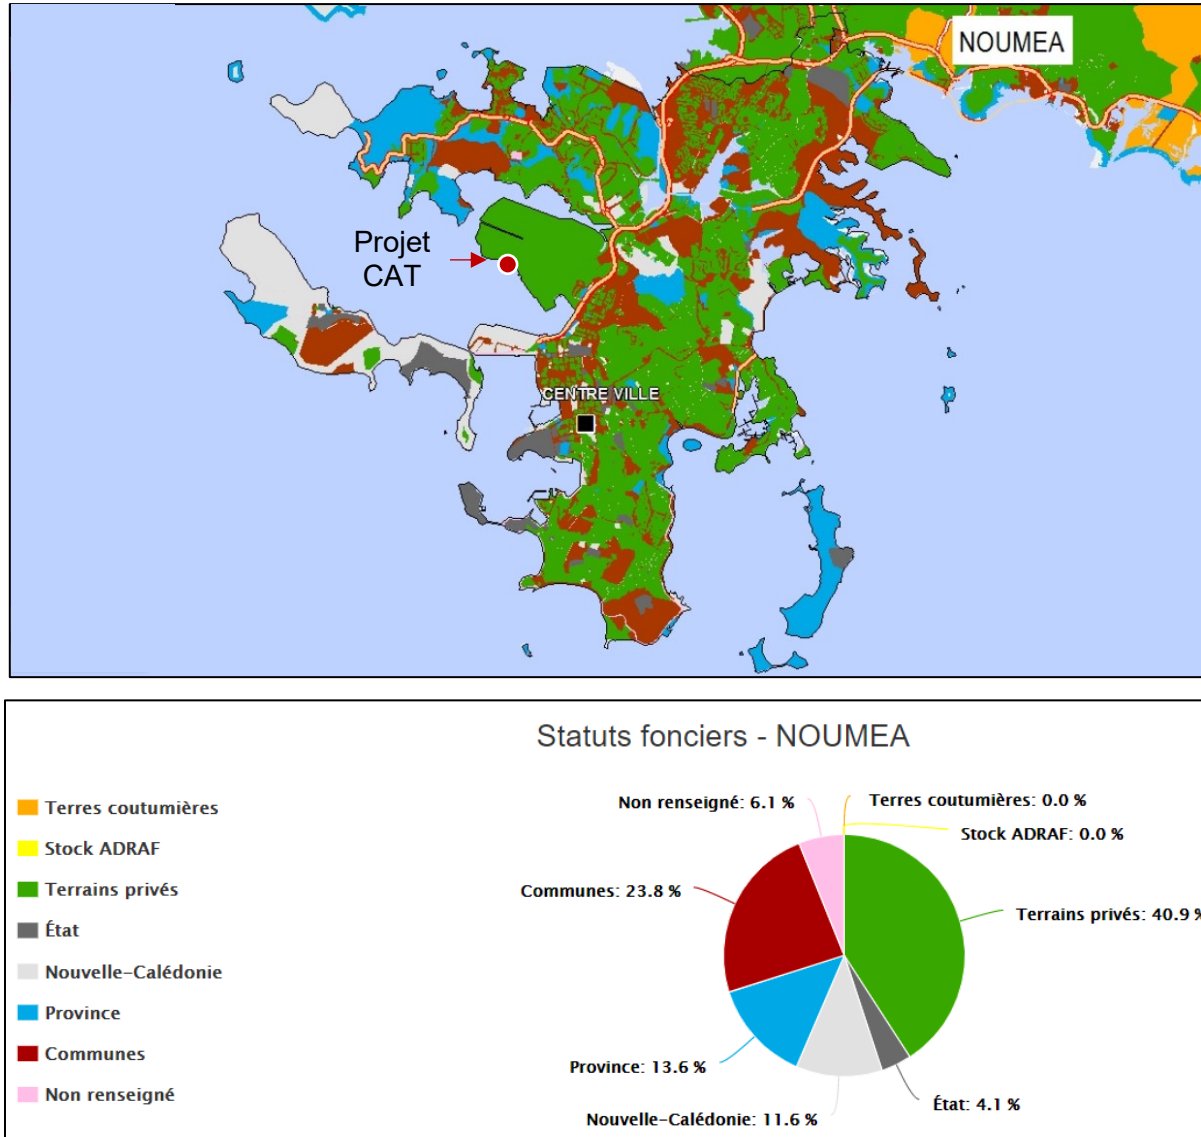 NOUMEA
Projet
CAT
CENTRE VILLE
Statuts fonciers - NOUMEA
Terres coutumières
Stock ADRAF
Terrains privés
État
Nouvelle-Calédonie
Province
Communes
Non renseigné
Non renseigné: 6.1 %
Terres coutumières: 0.0 %
Stock ADRAF: 0.0 %
Communes: 23.8 %
Terrains privés: 40.9 %
Province: 13.6 %
État: 4.1 %
Nouvelle-Calédonie: 11.6 %